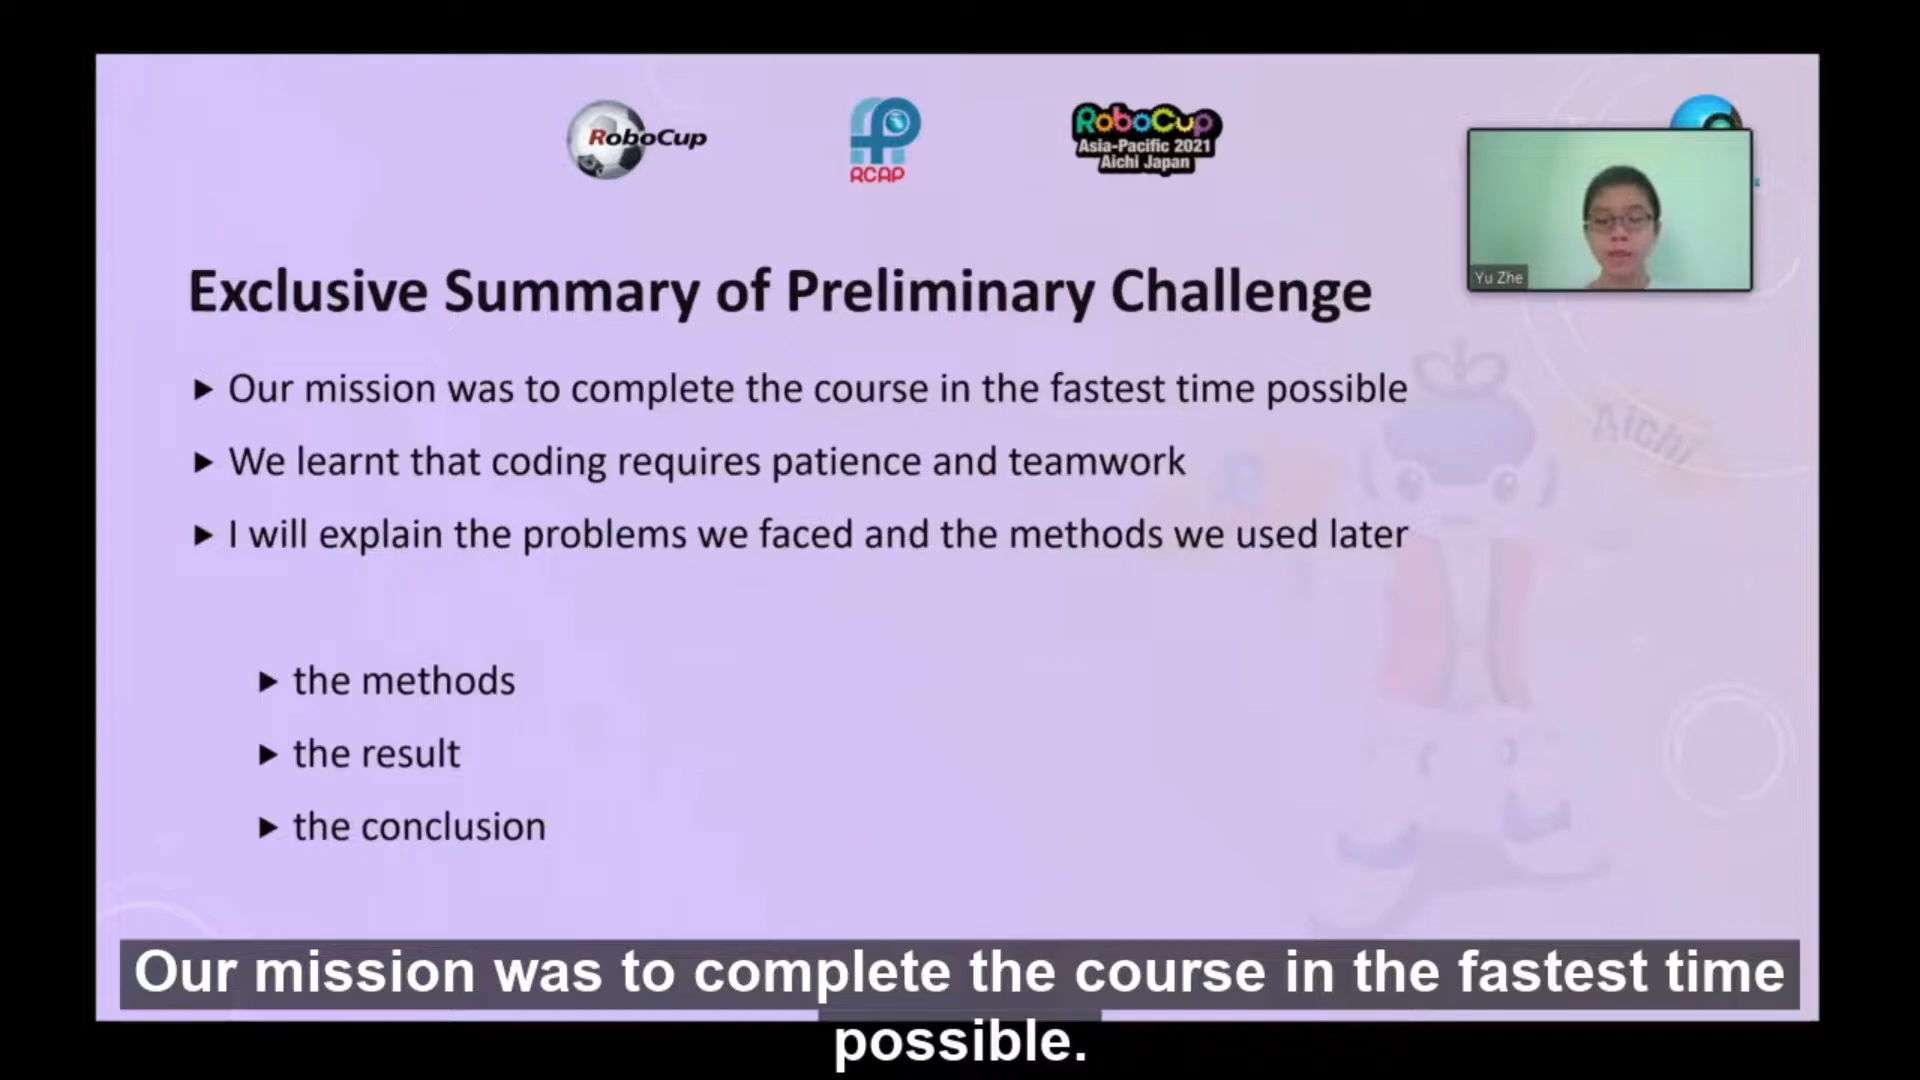 RoboCup
RCAP
RoboCup
Asia-Pacific 2021
Aichi Japan
Yu Zhe
Exclusive Summary of Preliminary Challenge
Our mission was to complete the course in the fastest time possible
We learnt that coding requires patience and teamwork
I will explain the problems we faced and the methods we used later
Aichi
the methods
the result
the conclusion
Our mission was to complete the course in the fastest time
possible.